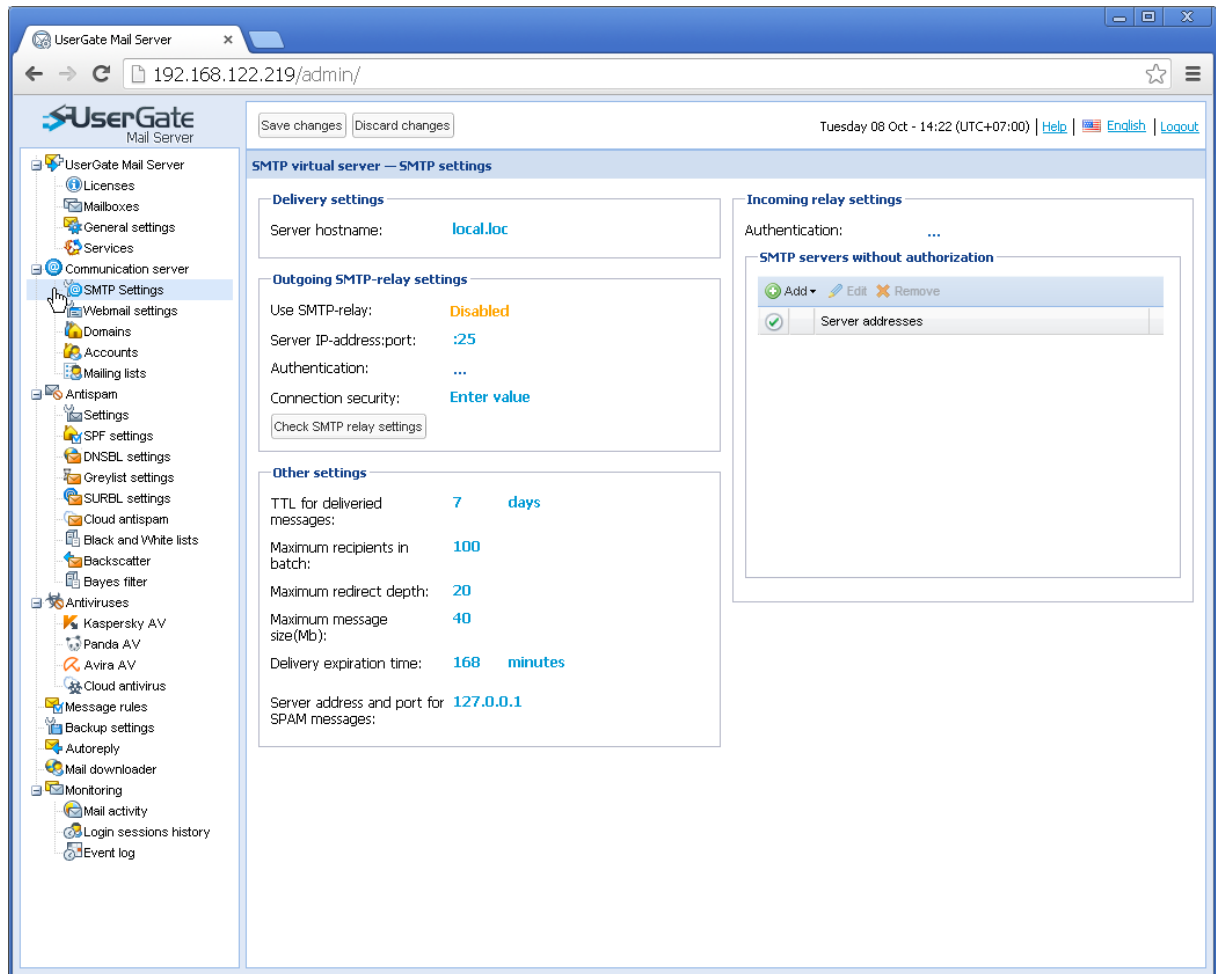 UserGate Mail Server
192.168.122.219/admin/
UserGate
Mail Server
Save changes
Discard changes
Tuesday 08 Oct - 14:22 (UTC+07:00) | Help | English | Logout
UserGate Mail Server
Licenses
Mailboxes
General settings
Services
Communication server
SMTP Settings
Webmail settings
Domains
Accounts
Mailing lists
Antispam
Settings
SPF settings
DNSBL settings
Greylist settings
SURBL settings
Cloud antispam
Black and White lists
Backscatter
Bayes filter
Antiviruses
Kaspersky AV
Panda AV
Avira AV
Cloud antivirus
Message rules
Backup settings
Autoreply
Mail downloader
Monitoring
Mail activity
Login sessions history
Event log
SMTP virtual server — SMTP settings
Delivery settings
Server hostname: local.loc
Outgoing SMTP-relay settings
Use SMTP-relay: Disabled
Server IP-address:port: :25
Authentication: ...
Connection security: Enter value
Check SMTP relay settings
Other settings
TTL for deliveried 7 days
messages:
Maximum recipients in 100
batch:
Maximum redirect depth: 20
Maximum message 40
size(Mb):
Delivery expiration time: 168 minutes
Server address and port for 127.0.0.1
SPAM messages:
Incoming relay settings
Authentication: ...
SMTP servers without authorization
Add Edit Remove
Server addresses